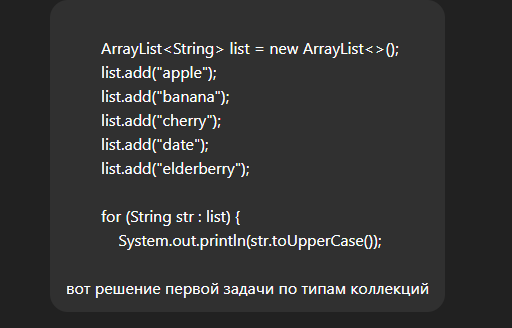 ArrayList<String> list = new ArrayList<>();
list.add("apple");
list.add("banana");
list.add("cherry");
list.add("date");
list.add("elderberry");
for (String str : list) {
System.out.println(str.toUpperCase());
вот решение первой задачи по типам коллекций